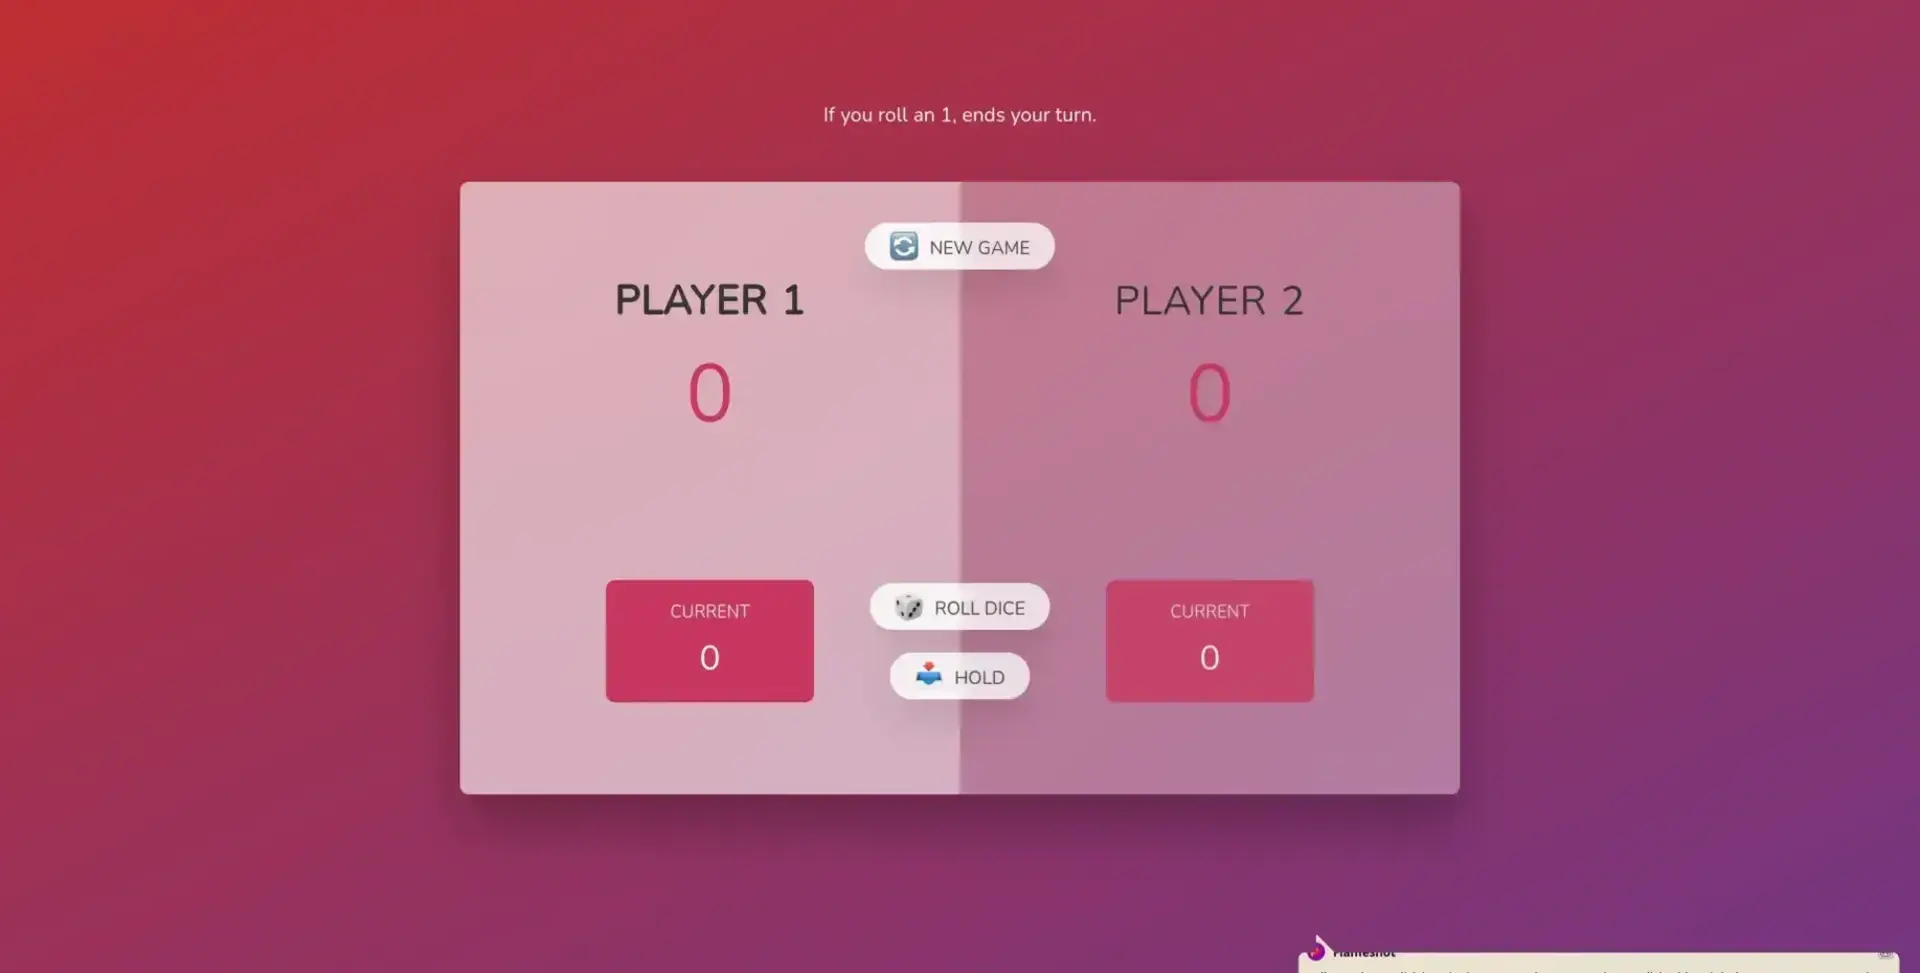 If you roll an 1, ends your turn.
NEW GAME
PLAYER 1
PLAYER 2
0
0
CURRENT
0
ROLL DICE
CURRENT
0
HOLD
Flameshot